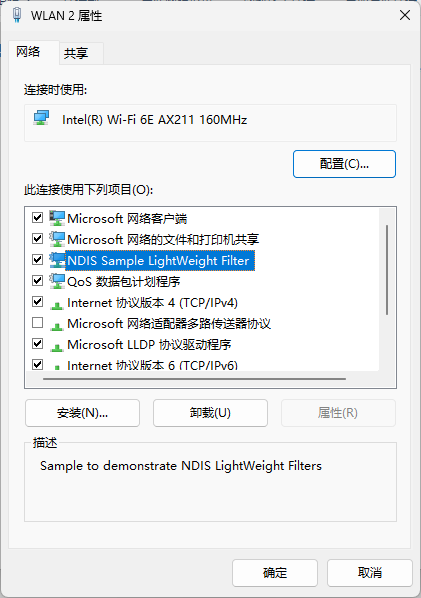 WLAN 2 属性
网络
共享
连接时使用:
Intel(R) Wi-Fi 6E AX211 160MHz
配置(C)...
此连接使用下列项目(O):
Microsoft 网络客户端
Microsoft 网络的文件和打印机共享
NDIS Sample LightWeight Filter
QoS 数据包计划程序
Internet 协议版本 4 (TCP/IPv4)
Microsoft 网络适配器多路传送器协议
Microsoft LLDP 协议驱动程序
Internet 协议版本 6 (TCP/IPv6)
安装(N)...
卸载(U)
属性(R)
描述
Sample to demonstrate NDIS LightWeight Filters
确定
取消